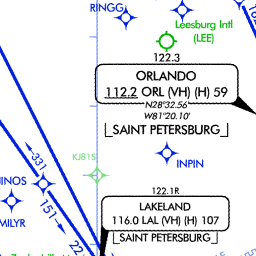 RINGG
Leesburg Intl
(LEE)
122.3
ORLANDO
112.2 ORL (VH) (H) 59
N28°32.56'
W81°20.10'
SAINT PETERSBURG
KJ81S
INPIN
331
INOS
151
MILYR
122.1R
LAKELAND
116.0 LAL (VH) (H) 107
SAINT PETERSBURG
22